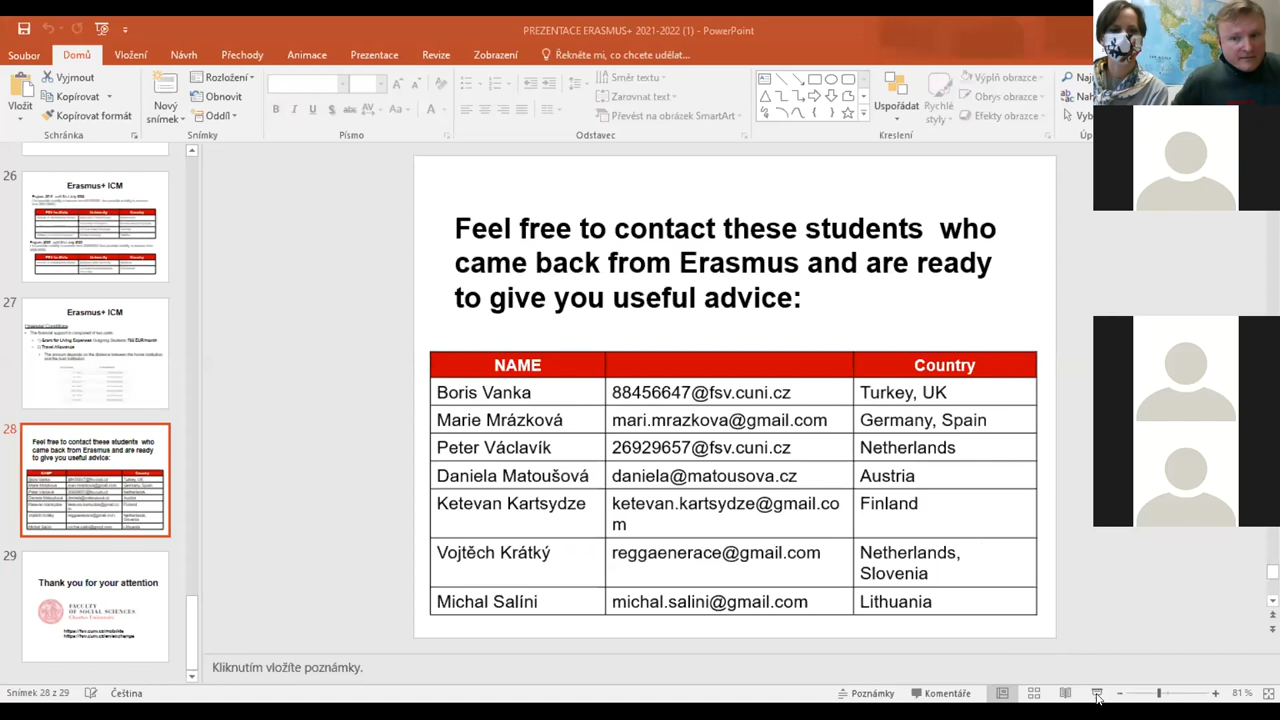 PREZENTACE ERASMUS+ 2021-2022 (1) - PowerPoint
Soubor Domů Vložení Návrh Přechody Animace Prezentace Revize Zobrazení Řekněte mi, co chcete udělat...
Vložit
Vyjmout
Kopírovat
Kopírovat formát
Schránka
Nový snímek
Rozložení
Obnovit
Oddíl
Snímky
B I U S abc AV Aa A
Písmo
Směr textu
Zarovnat text
Převést na obrázek SmartArt
Odstavec
Uspořádat
Rychlé styly
Výplň obrazce
Obrys obrazce
Efekty obrazce
Kreslení
26
Erasmus+ ICM
27
Erasmus+ ICM
28
Feel free to contact these students who
came back from Erasmus and are ready
to give you useful advice:
29
Thank you for your attention
FACULTY
OF SOCIAL SCIENCES
Charles University
Feel free to contact these students who
came back from Erasmus and are ready
to give you useful advice:
NAME Country
Boris Vanka 88456647@fsv.cuni.cz Turkey, UK
Marie Mrázková mari.mrazkova@gmail.com Germany, Spain
Peter Václavík 26929657@fsv.cuni.cz Netherlands
Daniela Matoušová daniela@matousova.cz Austria
Ketevan Kartsydze ketevan.kartsydze@gmail.co Finland
m
Vojtěch Krátký reggaenerace@gmail.com Netherlands,
Slovenia
Michal Salíni michal.salini@gmail.com Lithuania
Kliknutím vložíte poznámky.
Snímek 28 z 29 Čeština Poznámky Komentáře 81 %